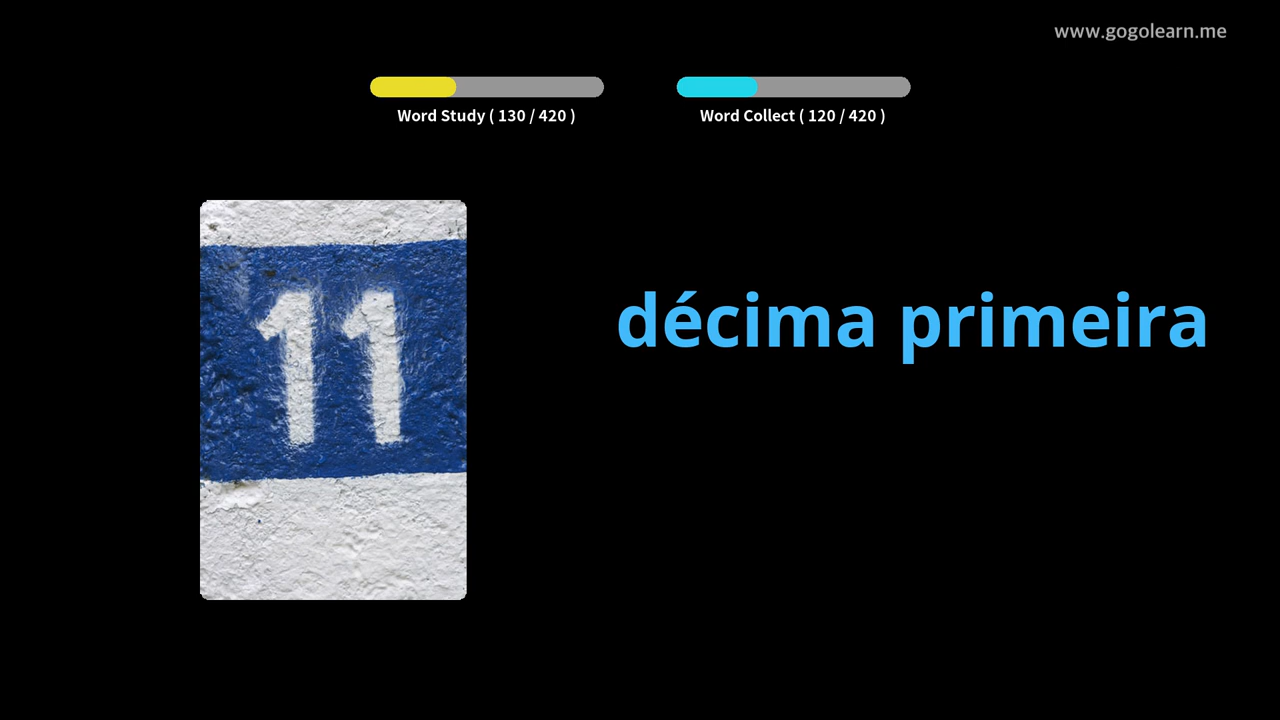 www.gogolearn.me
Word Study ( 130 / 420 )
Word Collect ( 120 / 420 )
11
décima primeira